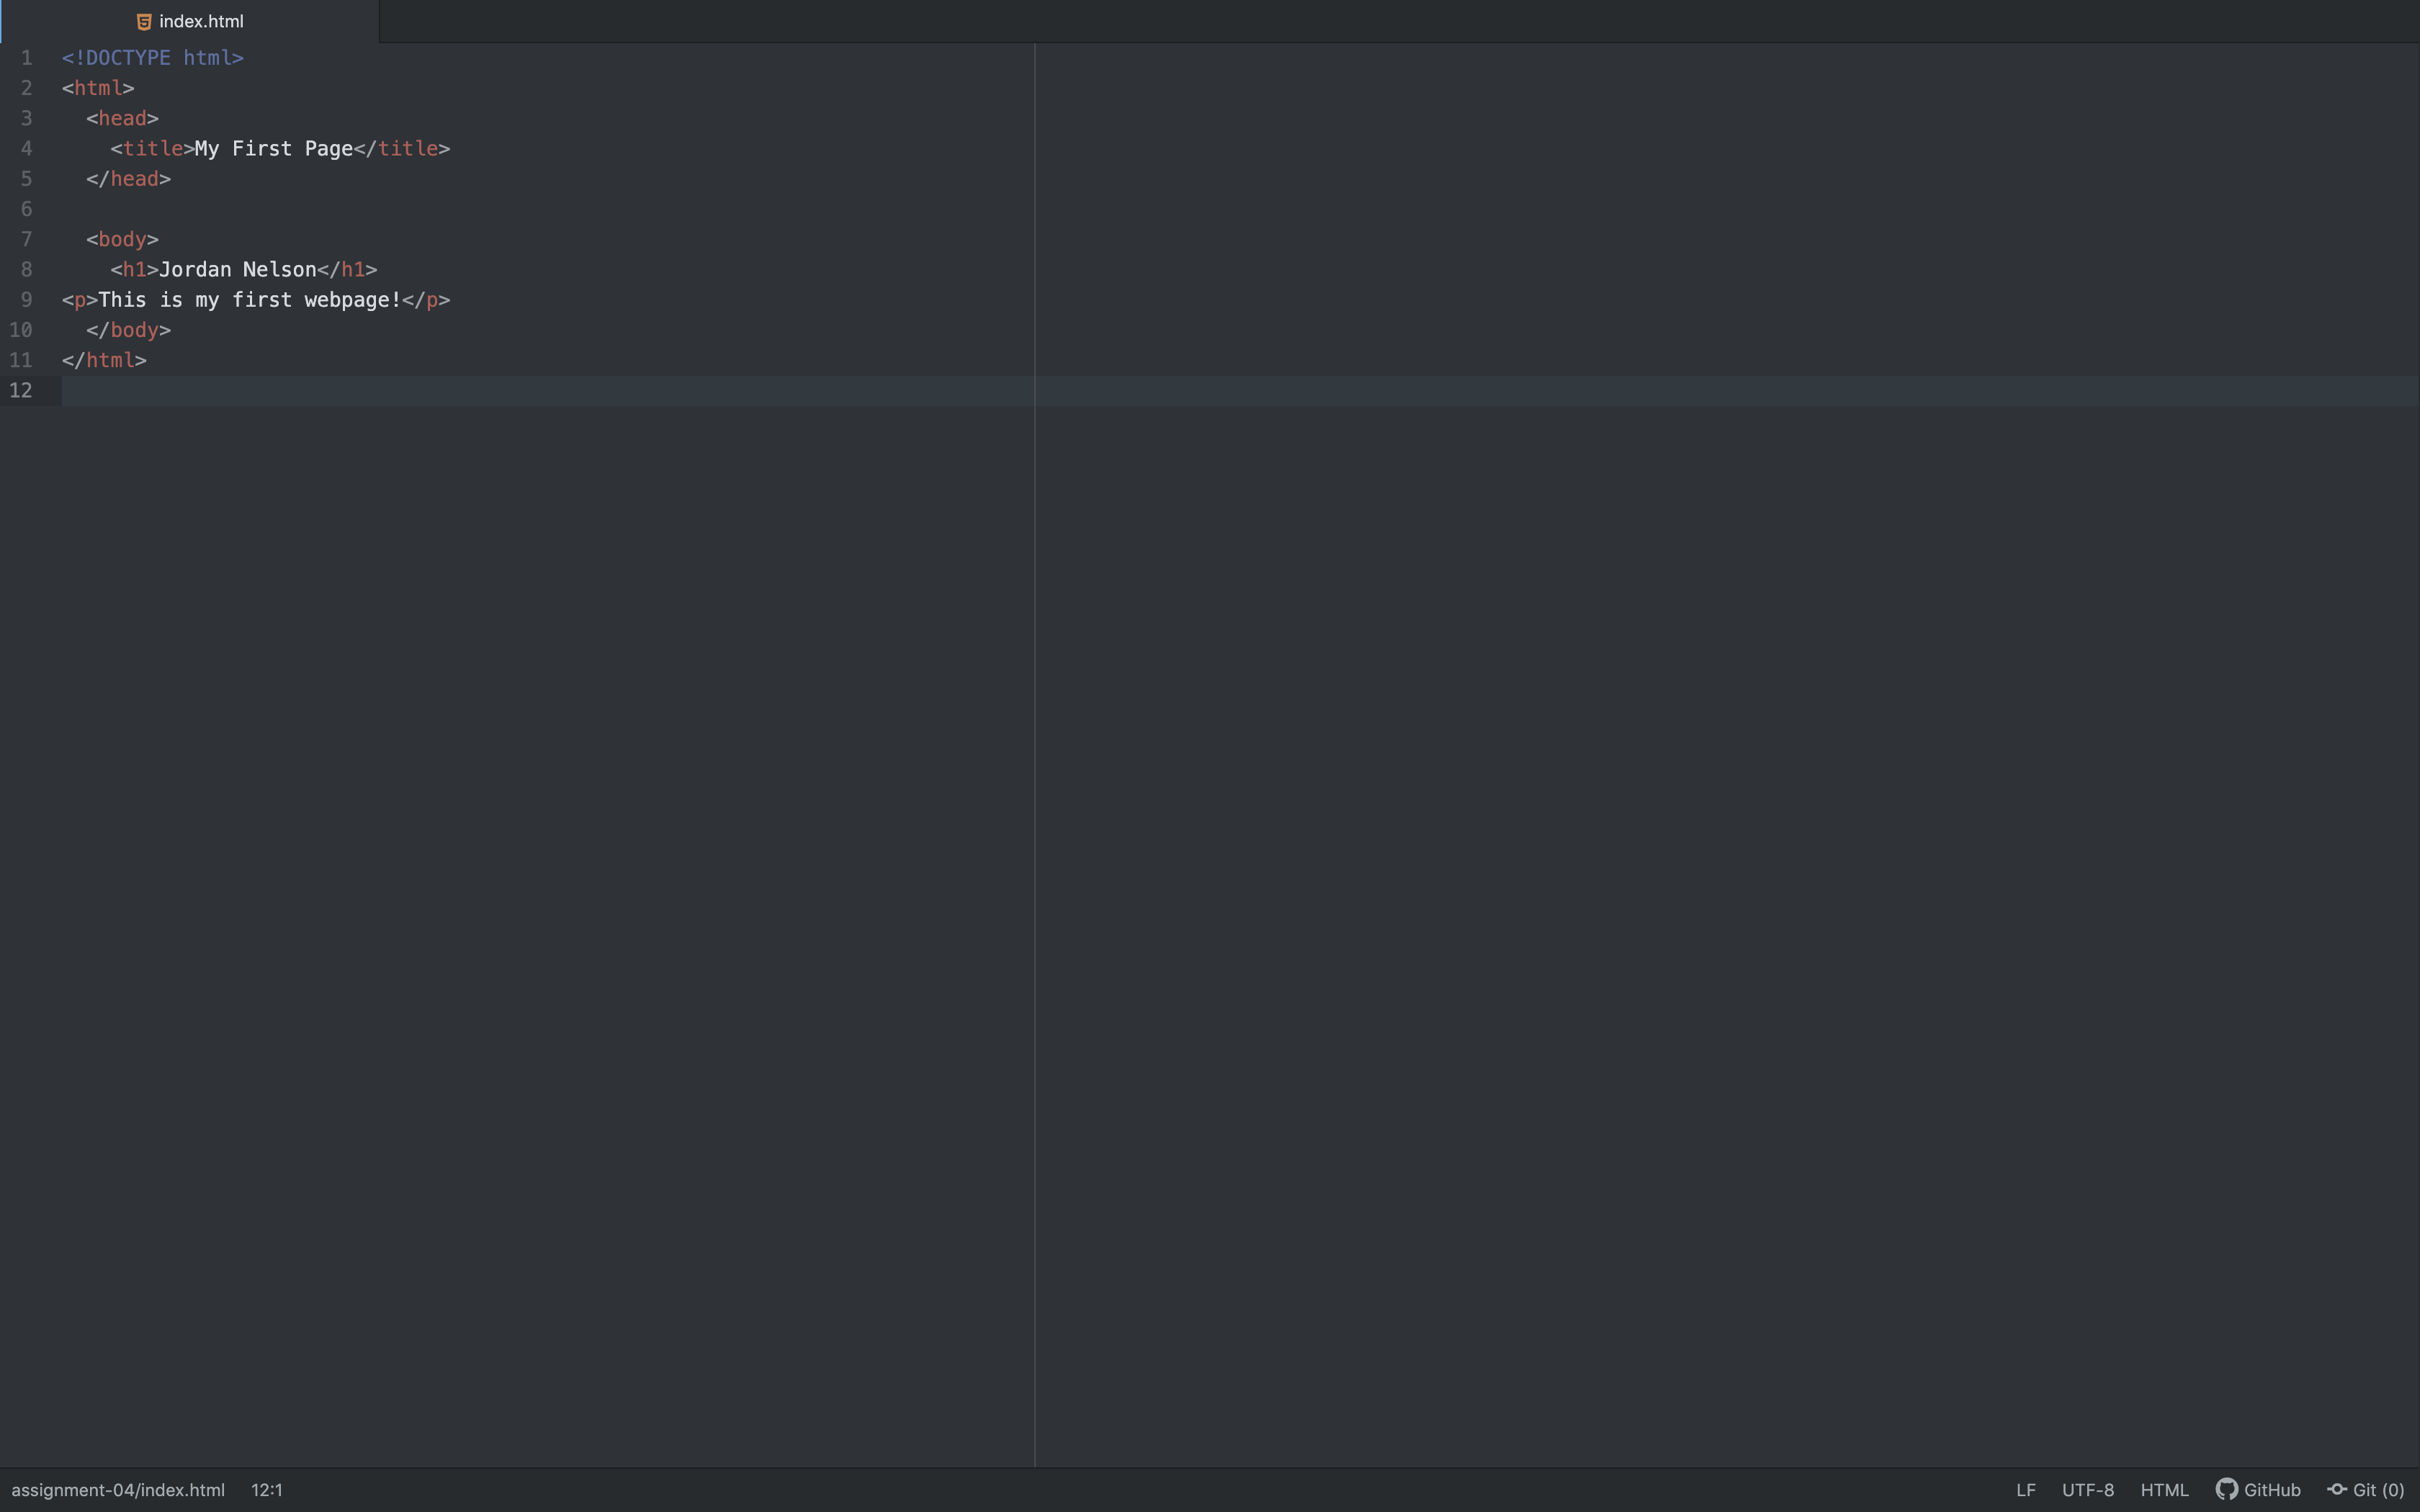 index.html
1 <!DOCTYPE html>
2 <html>
3   <head>
4     <title>My First Page</title>
5   </head>
6
7   <body>
8     <h1>Jordan Nelson</h1>
9 <p>This is my first webpage!</p>
10   </body>
11 </html>
12
assignment-04/index.html 12:1 LF UTF-8 HTML GitHub Git (0)